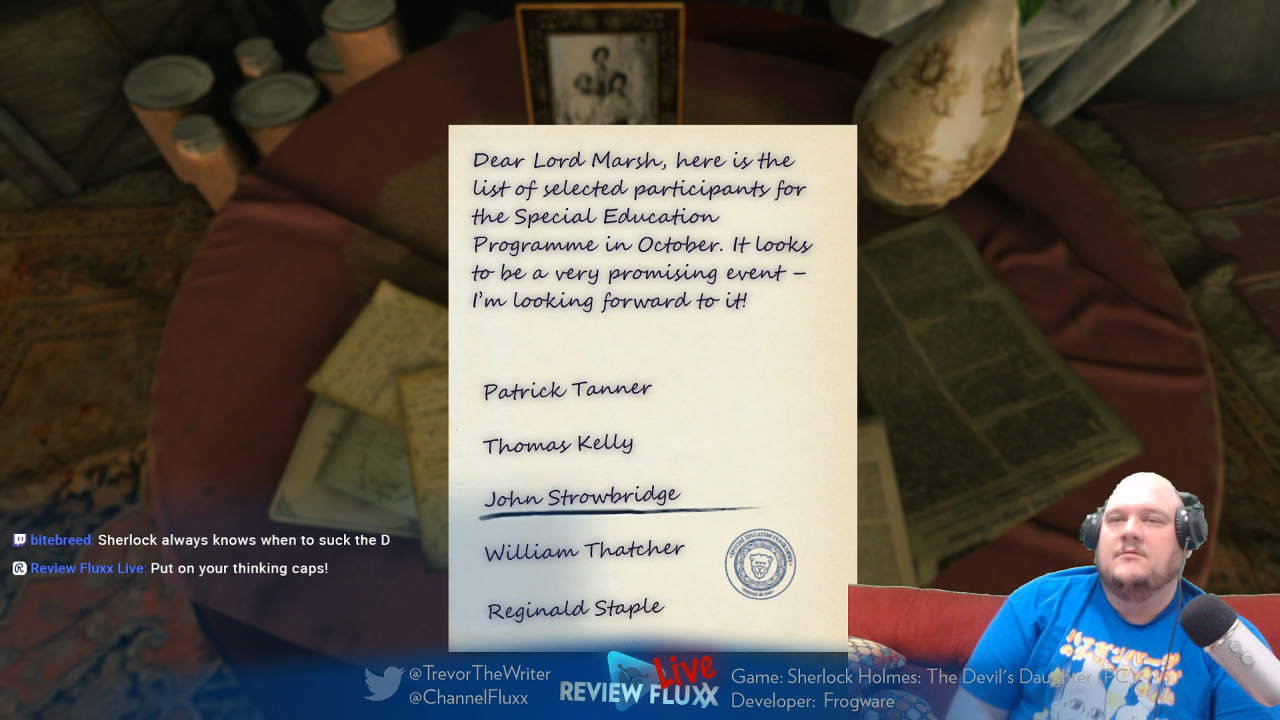 Dear Lord Marsh, here is the
list of selected participants for
the Special Education
Programme in October. It looks
to be a very promising event –
I'm looking forward to it!
Patrick Tanner
Thomas Kelly
John Strowbridge
William Thatcher
Reginald Staple
bitebreed: Sherlock always knows when to suck the D
Review Fluxx Live: Put on your thinking caps!
@TrevorTheWriter
@ChannelFluxx
Live
REVIEW FLUXX
Game: Sherlock Holmes: The Devil's Daughter (PC)
Developer: Frogware